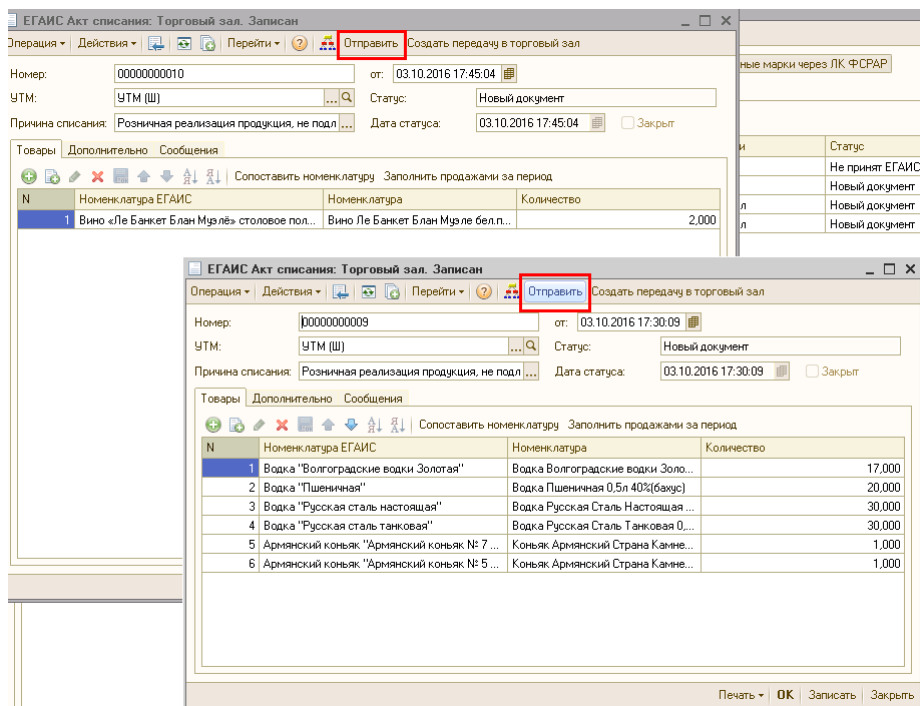 ЕГАИС Акт списания: Торговый зал. Записан
Операция Действия Перейти Отправить Создать передачу в торговый зал
Номер: 00000000010 от: 03.10.2016 17:45:04
УТМ: УТМ (Ш) ... Статус: Новый документ
Причина списания: Розничная реализация продукция, не подл ... Дата статуса: 03.10.2016 17:45:04 Закрыт
Товары Дополнительно Сообщения
Сопоставить номенклатуру Заполнить продажами за период
N Номенклатура ЕГАИС Номенклатура Количество
1 Вино «Ле Банкет Блан Муэлё» столовое пол... Вино Ле Банкет Блан Муэле бел.п... 2,000
ные марки через ЛК ФСРАР
и Статус
Не принят ЕГАИС
Новый документ
л Новый документ
л Новый документ
ЕГАИС Акт списания: Торговый зал. Записан
Операция Действия Перейти Отправить Создать передачу в торговый зал
Номер: 00000000009 от: 03.10.2016 17:30:09
УТМ: УТМ (Ш) ... Статус: Новый документ
Причина списания: Розничная реализация продукция, не подл ... Дата статуса: 03.10.2016 17:30:09 Закрыт
Товары Дополнительно Сообщения
Сопоставить номенклатуру Заполнить продажами за период
N Номенклатура ЕГАИС Номенклатура Количество
1 Водка "Волгоградские водки Золотая" Водка Волгоградские водки Золо... 17,000
2 Водка "Пшеничная" Водка Пшеничная 0,5л 40%(бахус) 20,000
3 Водка "Русская сталь настоящая" Водка Русская Сталь Настоящая ... 30,000
4 Водка "Русская сталь танковая" Водка Русская Сталь Танковая 0,... 30,000
5 Армянский коньяк "Армянский коньяк № 7 ... Коньяк Армянский Страна Камне... 1,000
6 Армянский коньяк "Армянский коньяк № 5 ... Коньяк Армянский Страна Камне... 1,000
Печать OK Записать Закрыть